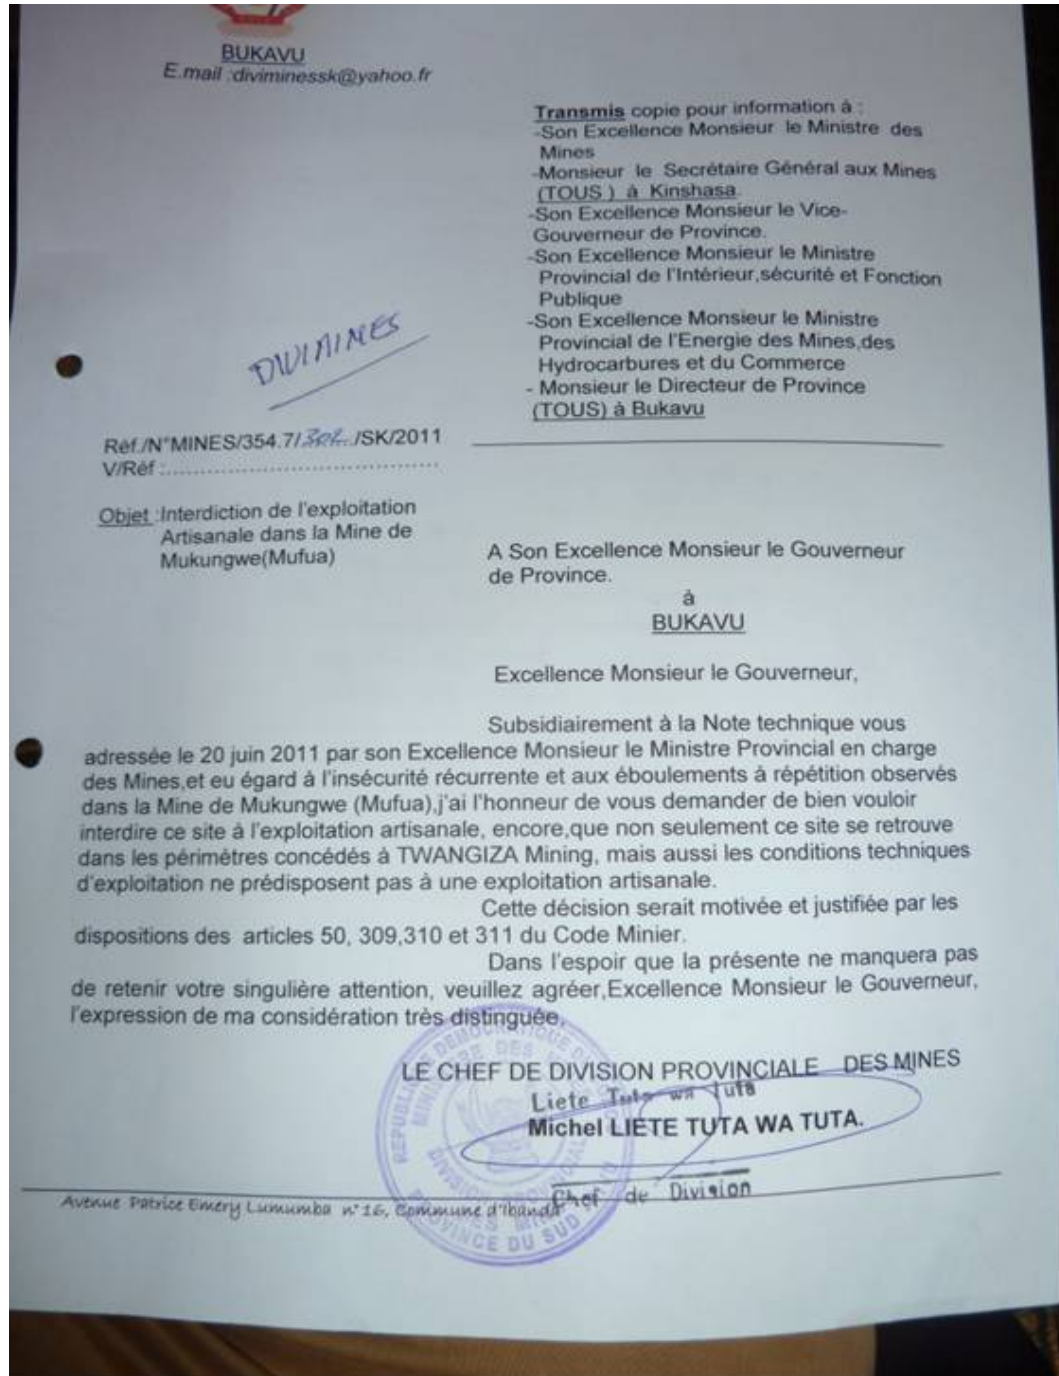 BUKAVU
E.mail :diviminessk@yahoo.fr
Transmis copie pour information à :
-Son Excellence Monsieur le Ministre des
Mines
-Monsieur le Secrétaire Général aux Mines
(TOUS ) à Kinshasa.
-Son Excellence Monsieur le Vice-
Gouverneur de Province.
-Son Excellence Monsieur le Ministre
Provincial de l'Intérieur,sécurité et Fonction
Publique
-Son Excellence Monsieur le Ministre
Provincial de l'Energie des Mines,des
Hydrocarbures et du Commerce
- Monsieur le Directeur de Province
(TOUS) à Bukavu
DIVIMINES
Réf./N°MINES/354.7/302/SK/2011
V/Réf :.......................................
Objet :Interdiction de l'exploitation
Artisanale dans la Mine de
Mukungwe(Mufua)
A Son Excellence Monsieur le Gouverneur
de Province.
à
BUKAVU
Excellence Monsieur le Gouverneur,
Subsidiairement à la Note technique vous
adressée le 20 juin 2011 par son Excellence Monsieur le Ministre Provincial en charge
des Mines,et eu égard à l'insécurité récurrente et aux éboulements à répétition observés
dans la Mine de Mukungwe (Mufua),j'ai l'honneur de vous demander de bien vouloir
interdire ce site à l'exploitation artisanale, encore,que non seulement ce site se retrouve
dans les périmètres concédés à TWANGIZA Mining, mais aussi les conditions techniques
d'exploitation ne prédisposent pas à une exploitation artisanale.
Cette décision serait motivée et justifiée par les
dispositions des articles 50, 309,310 et 311 du Code Minier.
Dans l'espoir que la présente ne manquera pas
de retenir votre singulière attention, veuillez agréer,Excellence Monsieur le Gouverneur,
l'expression de ma considération très distinguée.
LE CHEF DE DIVISION PROVINCIALE DES MINES
Liete Tuta wa Tuta
Michel LIETE TUTA WA TUTA.
Chef de Division
Avenue Patrice Emery Lumumba n°16, Commune d'Ibanda
PROVINCE DU SUD